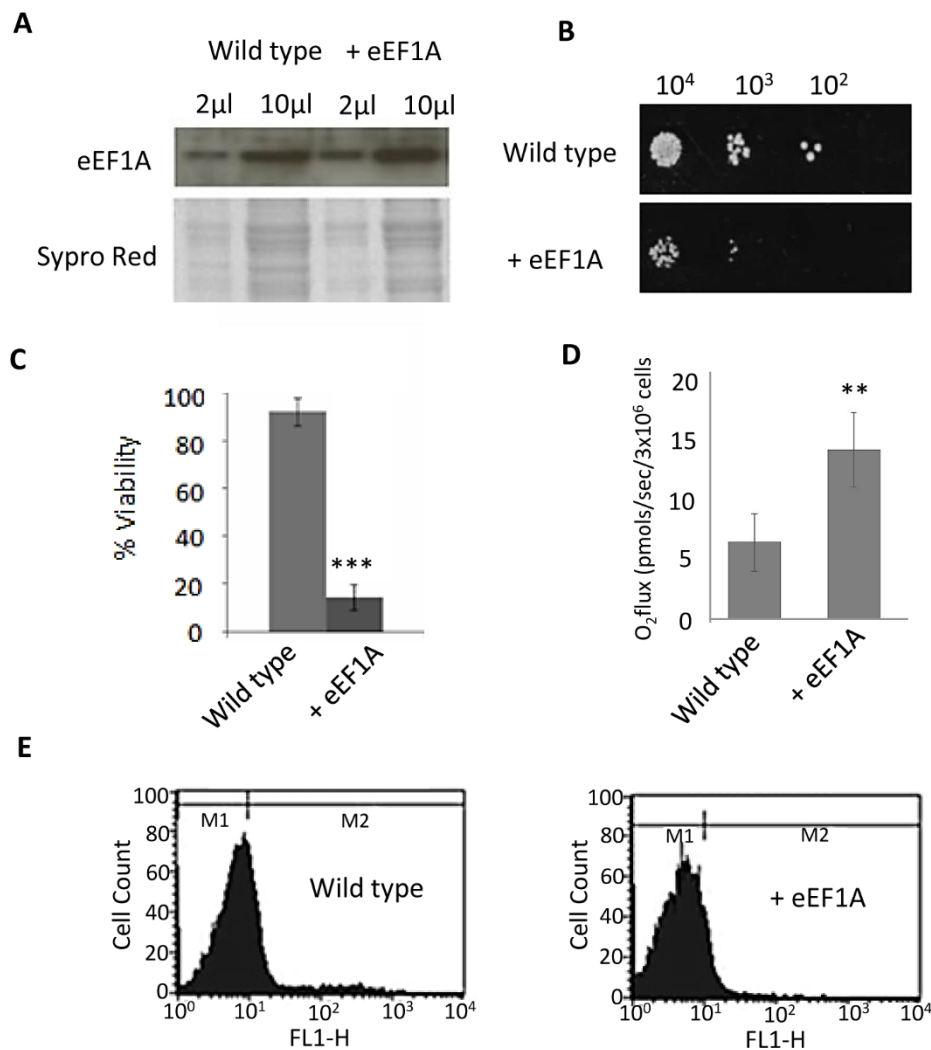 A
Wild type + eEF1A
2µl 10µl 2µl 10µl
eEF1A
Sypro Red
B
10⁴ 10³ 10²
Wild type
+ eEF1A
C
% Viability
100
80
60
40
20
0
***
Wild type
+ eEF1A
D
O₂flux (pmols/sec/3x10⁶ cells
20
15
10
5
0
**
Wild type
+ eEF1A
E
Cell Count
100
80
60
40
20
0
M1 M2
Wild type
10⁰ 10¹ 10² 10³ 10⁴
FL1-H
Cell Count
100
80
60
40
20
0
M1 M2
+ eEF1A
10⁰ 10¹ 10² 10³ 10⁴
FL1-H